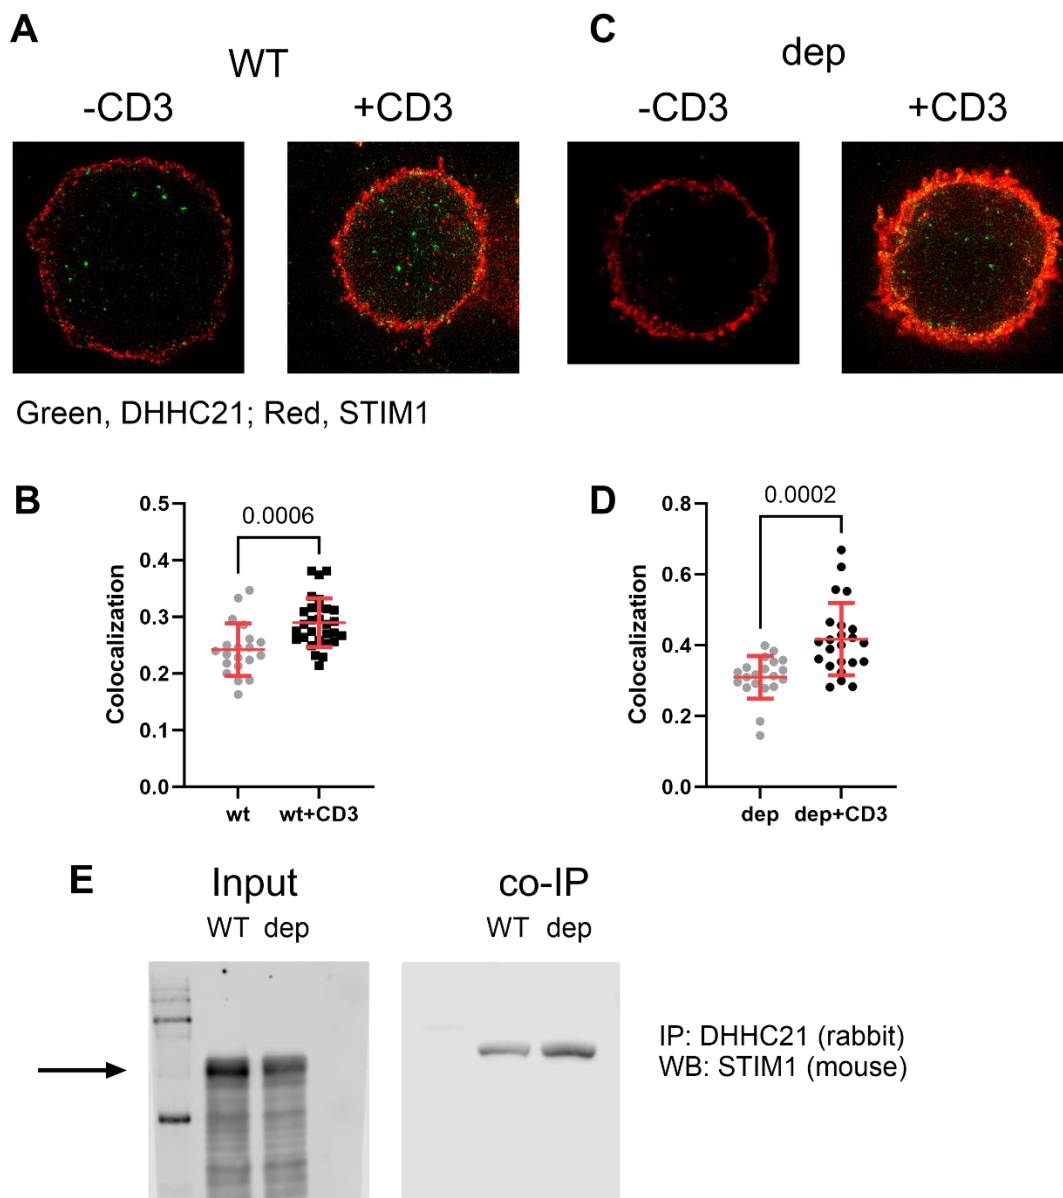 A
WT
-CD3 +CD3
C
dep
-CD3 +CD3
Green, DHHC21; Red, STIM1
B
0.0006
0.5
0.4
0.3
0.2
0.1
0.0
Colocalization
wt wt+CD3
D
0.0002
0.8
0.6
0.4
0.2
0.0
Colocalization
dep dep+CD3
E
Input
WT dep
co-IP
WT dep
IP: DHHC21 (rabbit)
WB: STIM1 (mouse)